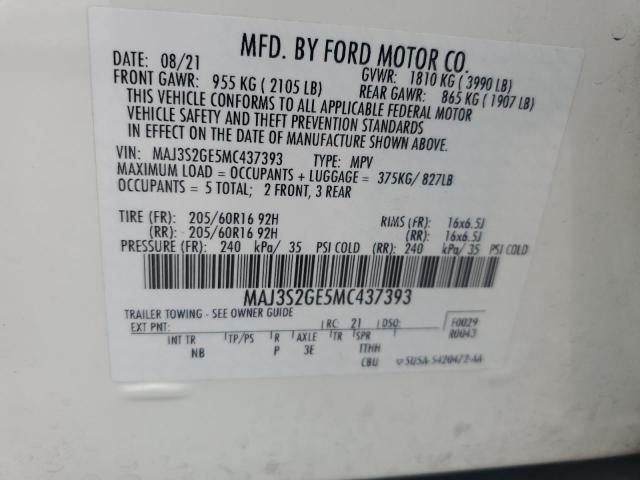 MFD. BY FORD MOTOR CO.
DATE: 08/21 GVWR: 1810 KG ( 3990 LB)
FRONT GAWR: 955 KG ( 2105 LB) REAR GAWR: 865 KG ( 1907 LB)
THIS VEHICLE CONFORMS TO ALL APPLICABLE FEDERAL MOTOR
VEHICLE SAFETY AND THEFT PREVENTION STANDARDS
IN EFFECT ON THE DATE OF MANUFACTURE SHOWN ABOVE.
VIN: MAJ3S2GE5MC437393 TYPE: MPV
MAXIMUM LOAD = OCCUPANTS + LUGGAGE = 375KG/ 827LB
OCCUPANTS = 5 TOTAL; 2 FRONT, 3 REAR
TIRE (FR): 205/60R16 92H RIMS (FR): 16x6.5J
(RR): 205/60R16 92H (RR): 16x6.5J
PRESSURE (FR): 240 kPa/ 35 PSI COLD (RR): 240 kPa/ 35 PSI COLD
MAJ3S2GE5MC437393
TRAILER TOWING - SEE OWNER GUIDE
EXT PNT: RC: 21 DSO: F0029
R0043
INT TR TP/PS R AXLE TR SPR
NB P 3E ITHH
CBU